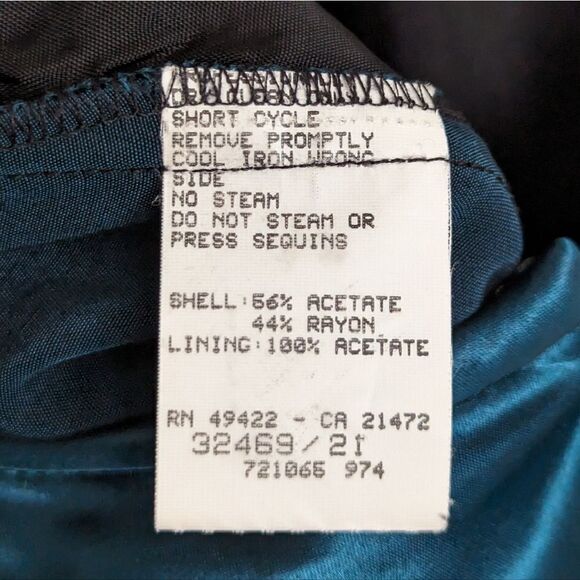 SHORT CYCLE
REMOVE PROMPTLY
COOL IRON WRONG
SIDE
NO STEAM
DO NOT STEAM OR
PRESS SEQUINS
SHELL:56% ACETATE
44% RAYON
LINING:100% ACETATE
RN 49422 - CA 21472
32469/21
721065 974